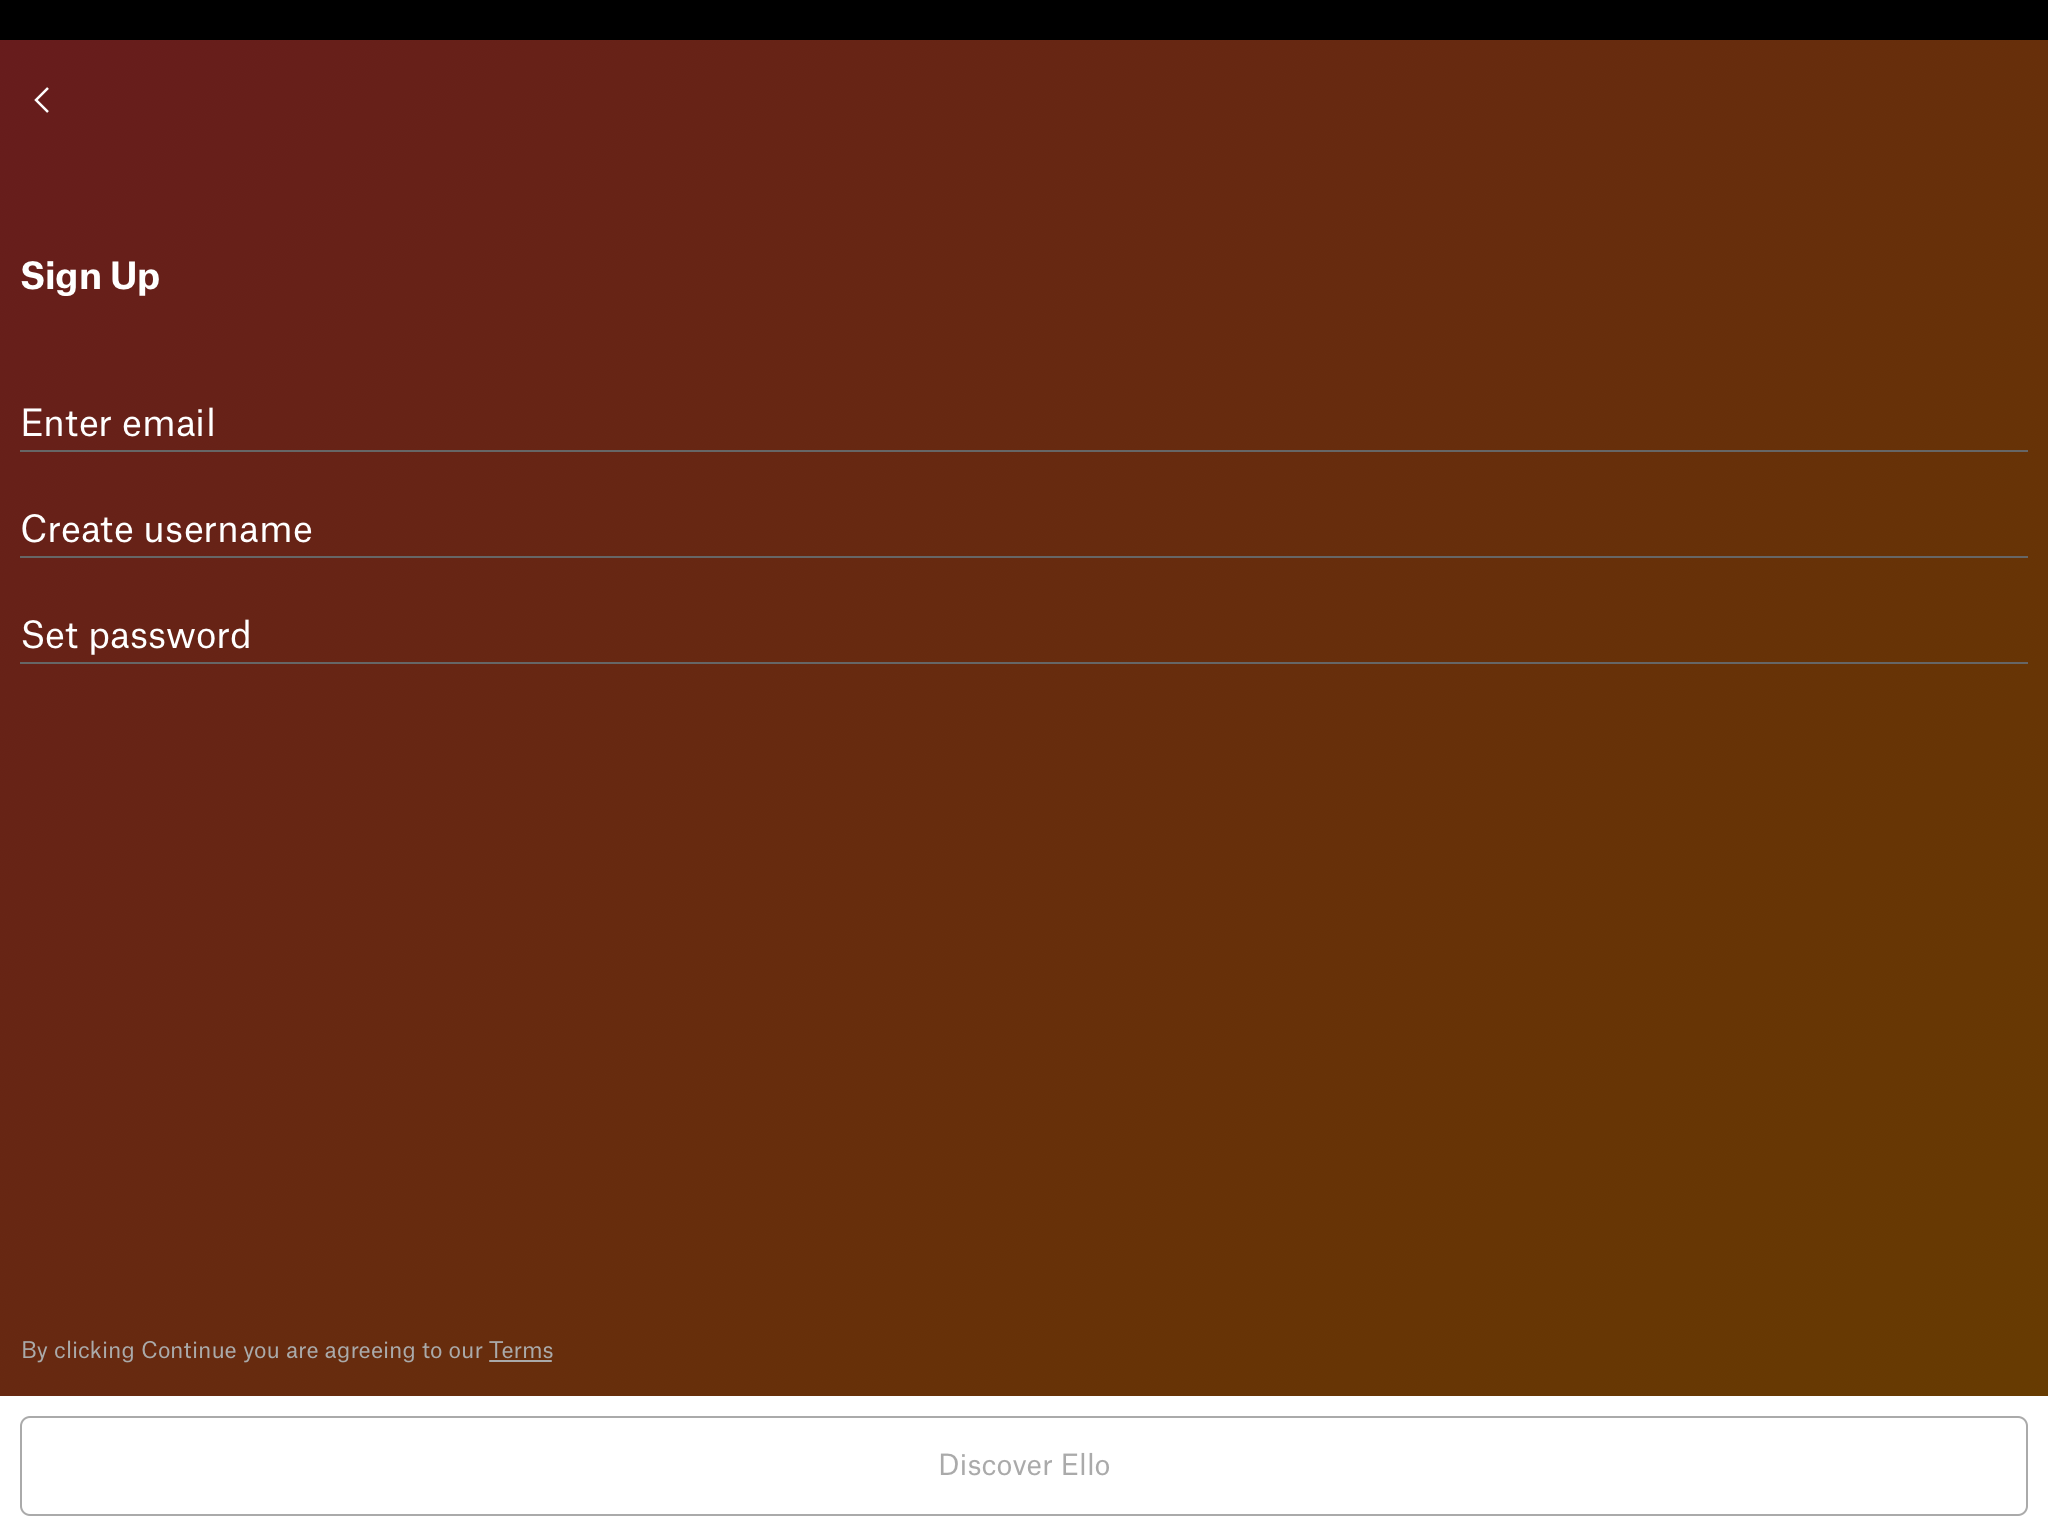 Sign Up
Enter email
Create username
Set password
By clicking Continue you are agreeing to our Terms
Discover Ello